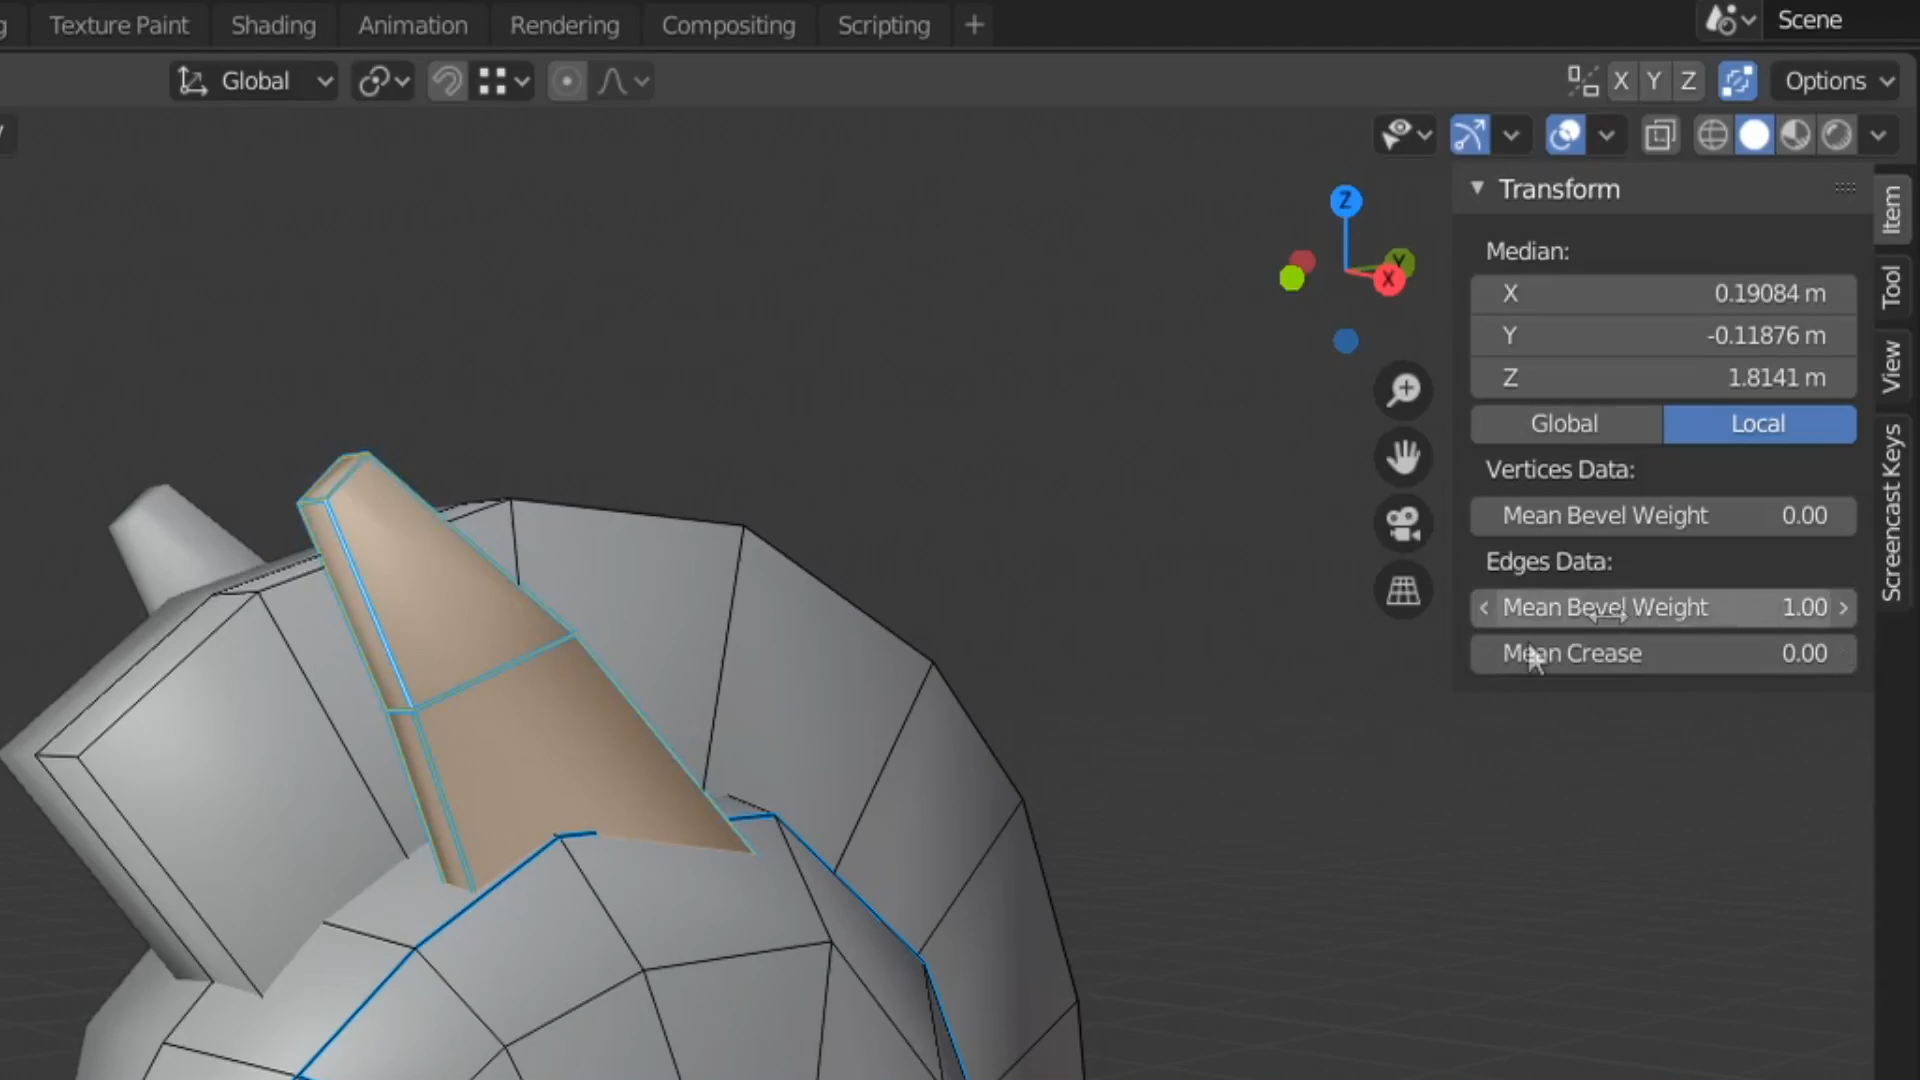 Texture Paint Shading Animation Rendering Compositing Scripting +
Scene
Global
X Y Z Options
Transform
Item
Z
Y
X
Median:
X 0.19084 m
Y -0.11876 m
Z 1.8141 m
Global Local
Vertices Data:
Mean Bevel Weight 0.00
Edges Data:
Mean Bevel Weight 1.00
Mean Crease 0.00
Tool
View
Screencast Keys